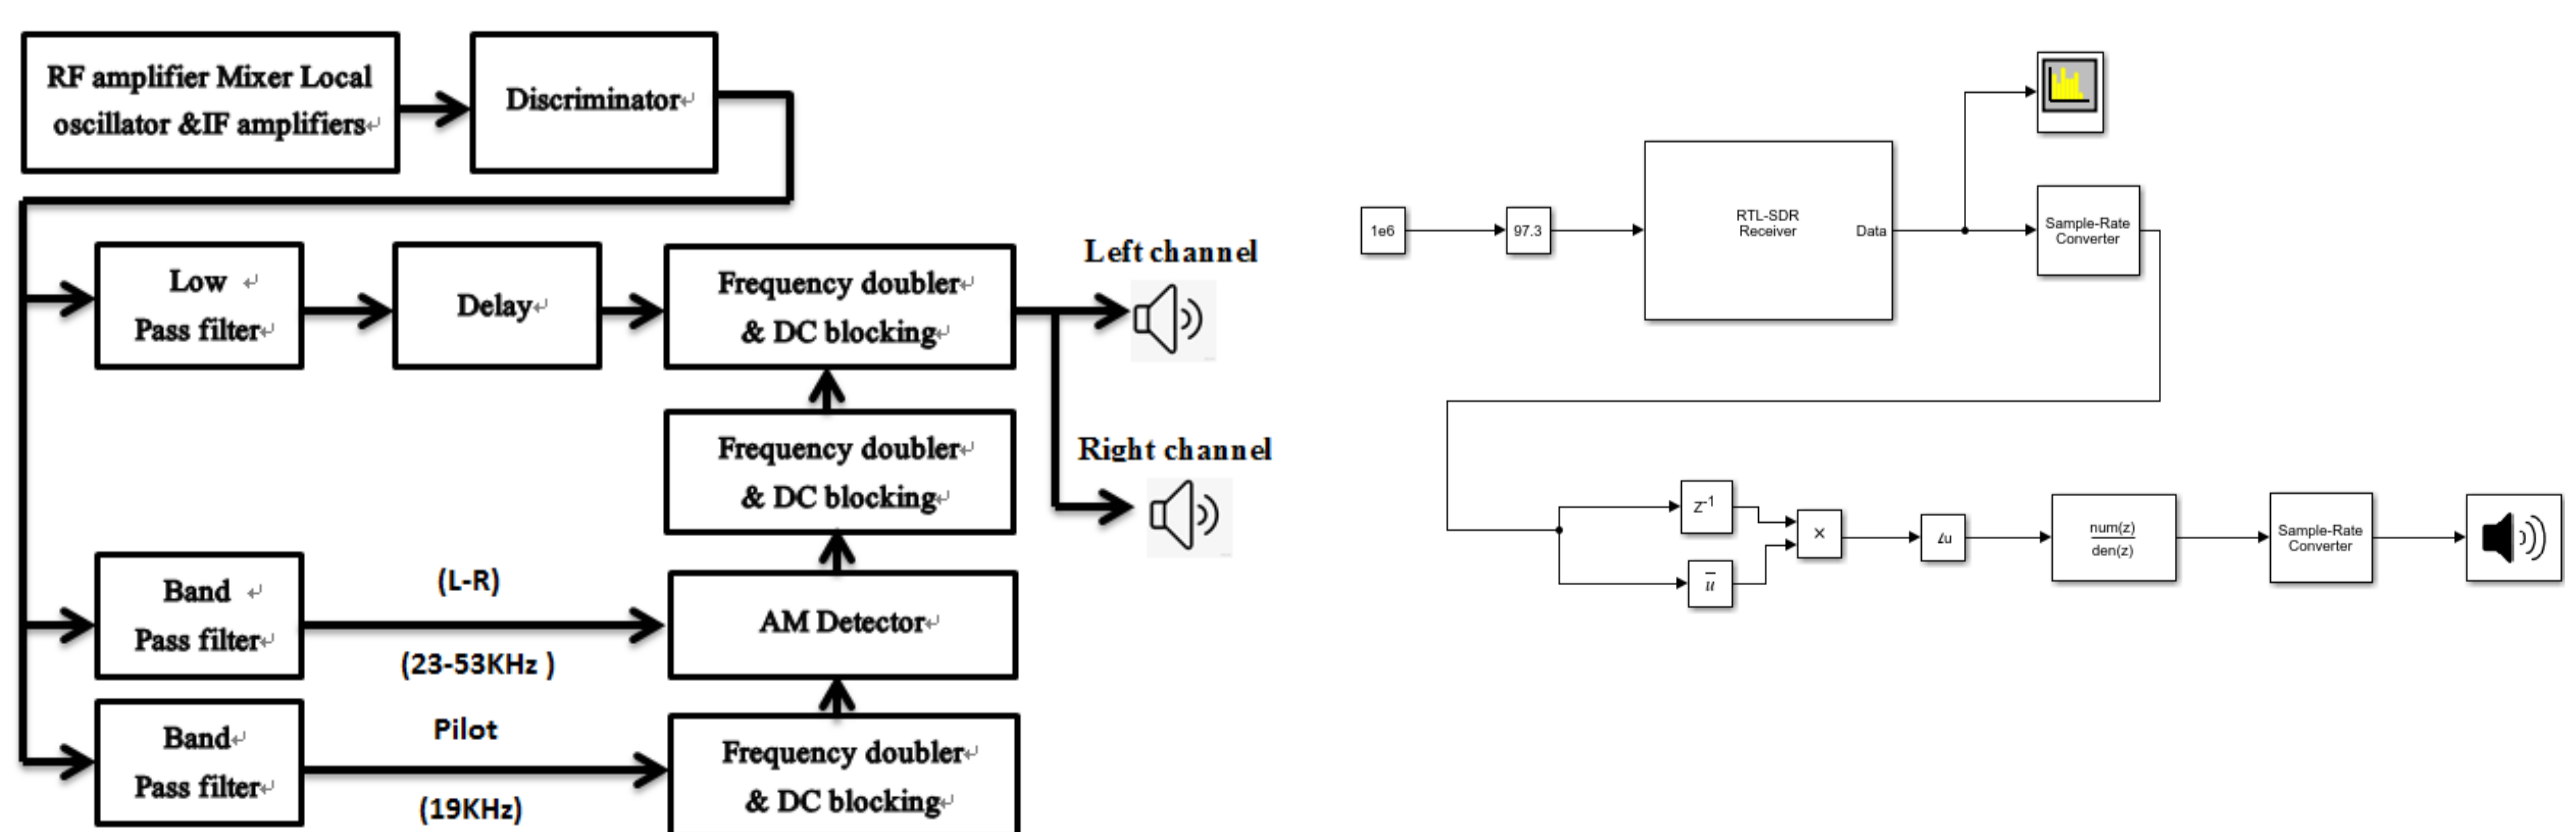 RF amplifier Mixer Local
oscillator &IF amplifiers↵
Discriminator↵
Low ↵
Pass filter↵
Delay↵
Frequency doubler↵
& DC blocking↵
Left channel
Frequency doubler↵
& DC blocking↵
Right channel
Band ↵
Pass filter↵
(L-R)
(23-53KHz )
AM Detector↵
Band↵
Pass filter↵
Pilot
(19KHz)
Frequency doubler↵
& DC blocking↵
1e6
97.3
RTL-SDR
Receiver
Data
Sample-Rate
Converter
Z-1
u̅
×
∠u
num(z)
den(z)
Sample-Rate
Converter